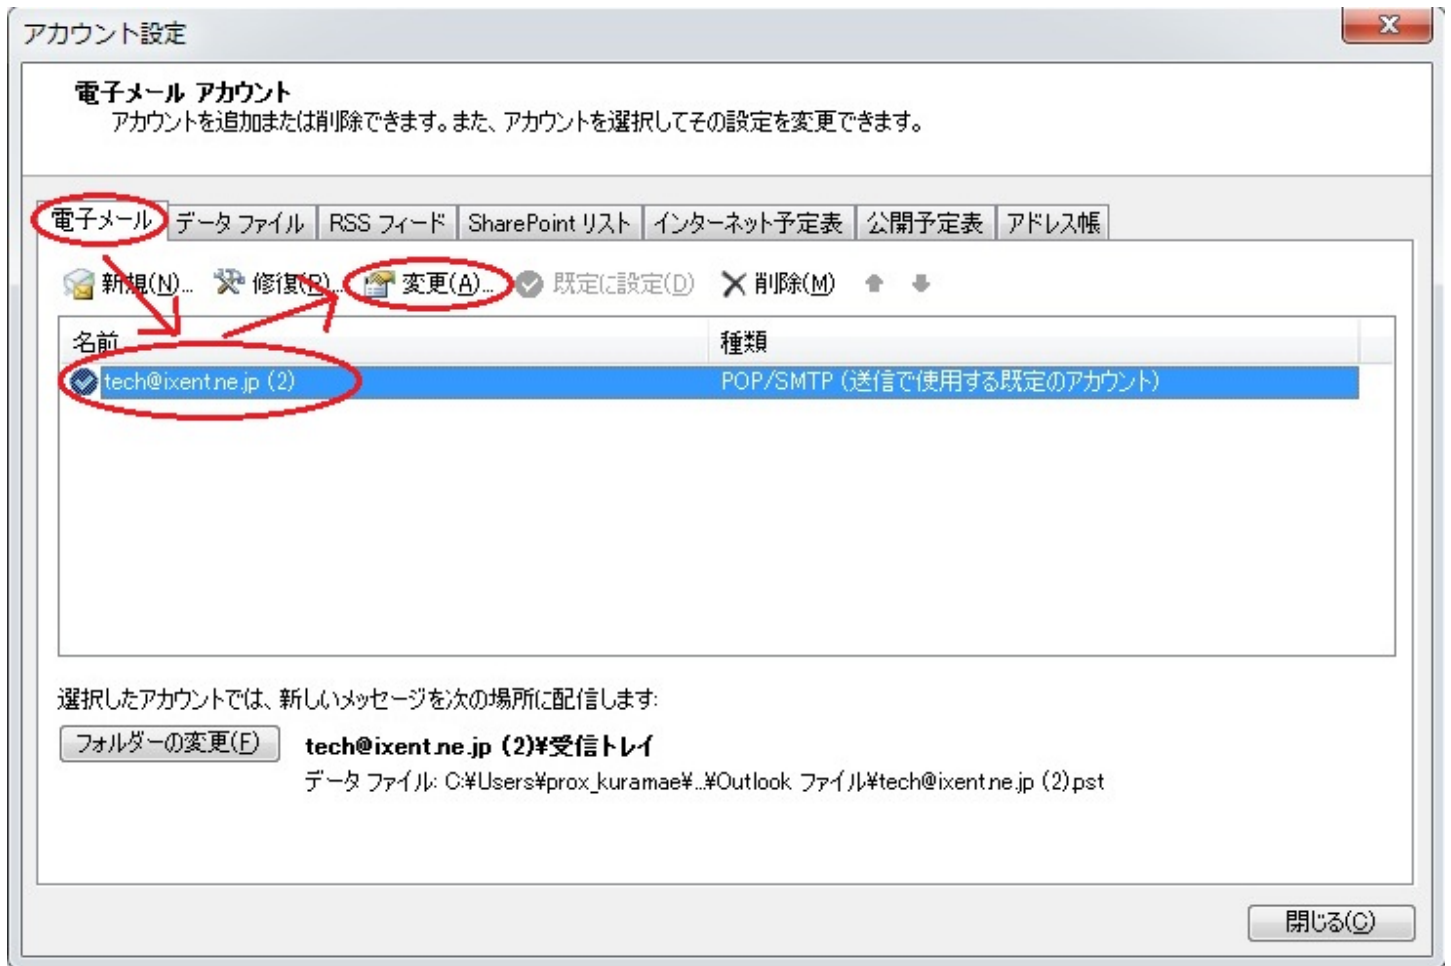 アカウント設定
電子メール アカウント
アカウントを追加または削除できます。また、アカウントを選択してその設定を変更できます。
電子メール データ ファイル RSS フィード SharePoint リスト インターネット予定表 公開予定表 アドレス帳
新規(N)... 修復(R)... 変更(A)... 既定に設定(D) 削除(M)
名前 種類
tech@ixent.ne.jp (2) POP/SMTP (送信で使用する既定のアカウント)
選択したアカウントでは、新しいメッセージを次の場所に配信します:
フォルダーの変更(F) tech@ixent.ne.jp (2)¥受信トレイ
データ ファイル: C:¥Users¥prox_kuramae¥...¥Outlook ファイル¥tech@ixent.ne.jp (2).pst
閉じる(C)